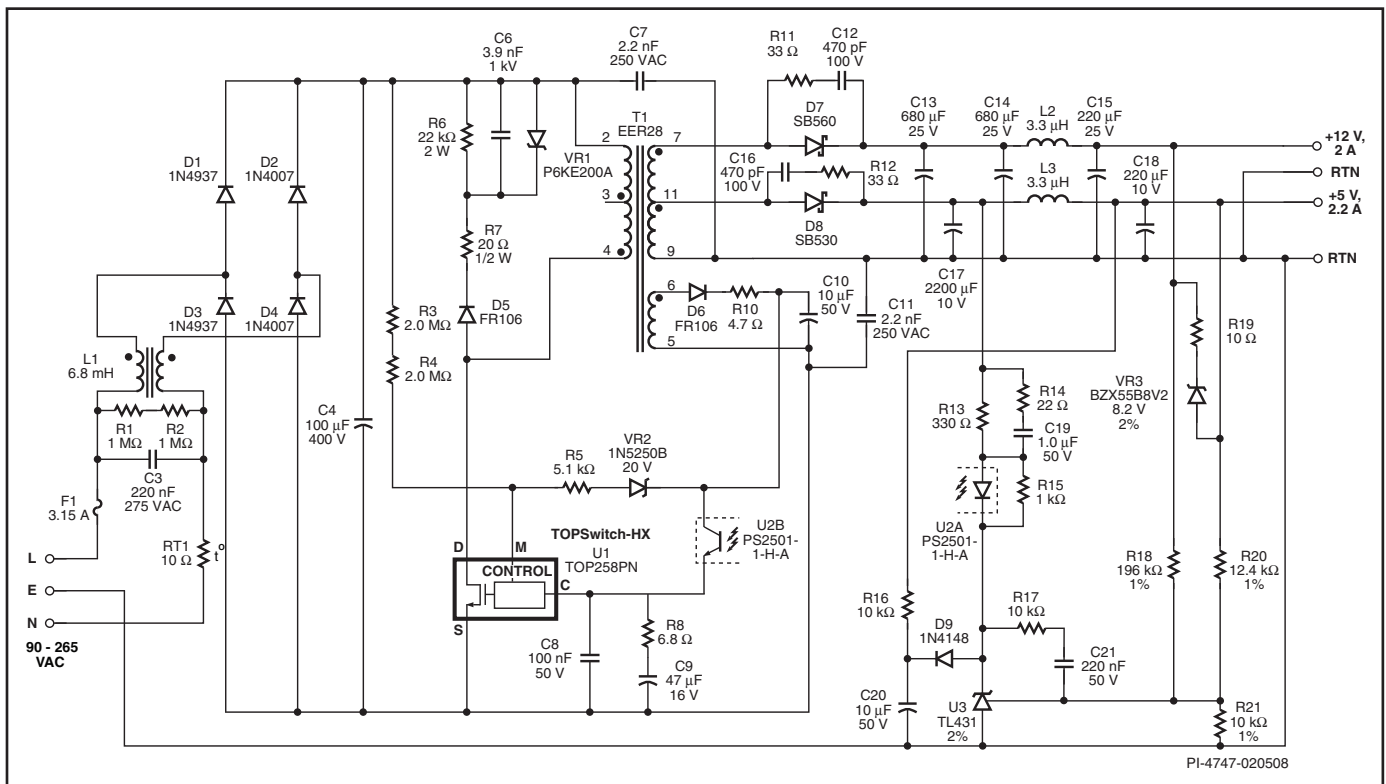 C6
3.9 nF
1 kV
C7
2.2 nF
250 VAC
R11
33 Ω
C12
470 pF
100 V
D7
SB560
C13
680 µF
25 V
C14
680 µF
25 V
L2
3.3 µH
C15
220 µF
25 V
+12 V,
2 A
RTN
+5 V,
2.2 A
RTN
T1
EER28
2
7
3
11
4
9
6
5
R6
22 kΩ
2 W
VR1
P6KE200A
C16
470 pF
100 V
R12
33 Ω
D8
SB530
L3
3.3 µH
C18
220 µF
10 V
D1
1N4937
D2
1N4007
D3
1N4937
D4
1N4007
R7
20 Ω
1/2 W
D5
FR106
R3
2.0 MΩ
R4
2.0 MΩ
D6
FR106
R10
4.7 Ω
C10
10 µF
50 V
C11
2.2 nF
250 VAC
C17
2200 µF
10 V
R19
10 Ω
VR3
BZX55B8V2
8.2 V
2%
L1
6.8 mH
R1
1 MΩ
R2
1 MΩ
C3
220 nF
275 VAC
C4
100 µF
400 V
F1
3.15 A
RT1
10 Ω
t°
L
E
N
90 - 265
VAC
R5
5.1 kΩ
VR2
1N5250B
20 V
R13
330 Ω
R14
22 Ω
C19
1.0 µF
50 V
R15
1 kΩ
U2A
PS2501-
1-H-A
U2B
PS2501-
1-H-A
TOPSwitch-HX
U1
TOP258PN
D
M
CONTROL
C
S
C8
100 nF
50 V
R8
6.8 Ω
C9
47 µF
16 V
R16
10 kΩ
D9
1N4148
R17
10 kΩ
C21
220 nF
50 V
C20
10 µF
50 V
U3
TL431
2%
R18
196 kΩ
1%
R20
12.4 kΩ
1%
R21
10 kΩ
1%
PI-4747-020508